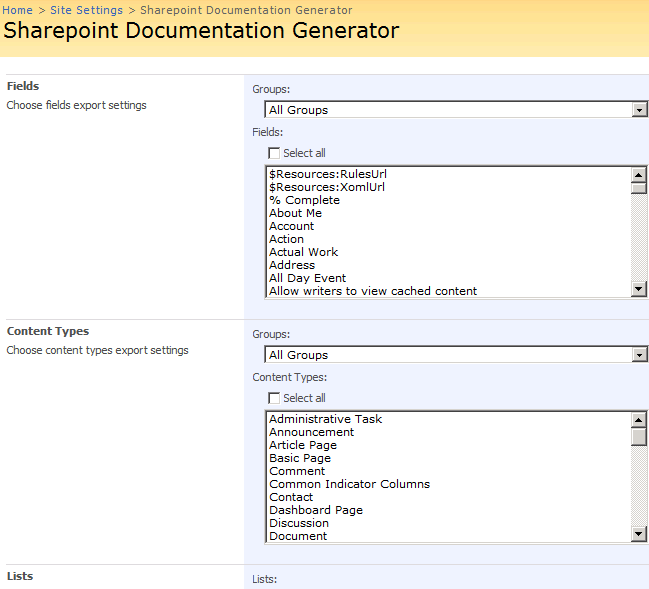 Home > Site Settings > Sharepoint Documentation Generator
Sharepoint Documentation Generator
Fields
Choose fields export settings
Groups:
All Groups
Fields:
Select all
$Resources:RulesUrl
$Resources:XomlUrl
% Complete
About Me
Account
Action
Actual Work
Address
All Day Event
Allow writers to view cached content
Content Types
Choose content types export settings
Groups:
All Groups
Content Types:
Select all
Administrative Task
Announcement
Article Page
Basic Page
Comment
Common Indicator Columns
Contact
Dashboard Page
Discussion
Document
Lists
Lists: